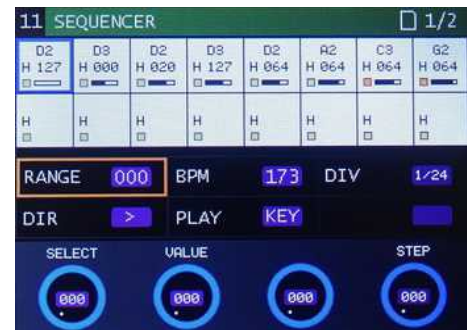 11 SEQUENCER 1/2
D2 D3 D2 D3 D2 A2 C3 G2
H 127 H 000 H 020 H 127 H 064 H 064 H 064 H 064
H H H H H H H H
RANGE 000 BPM 173 DIV 1/24
DIR > PLAY KEY
SELECT VALUE STEP
000 000 000 000